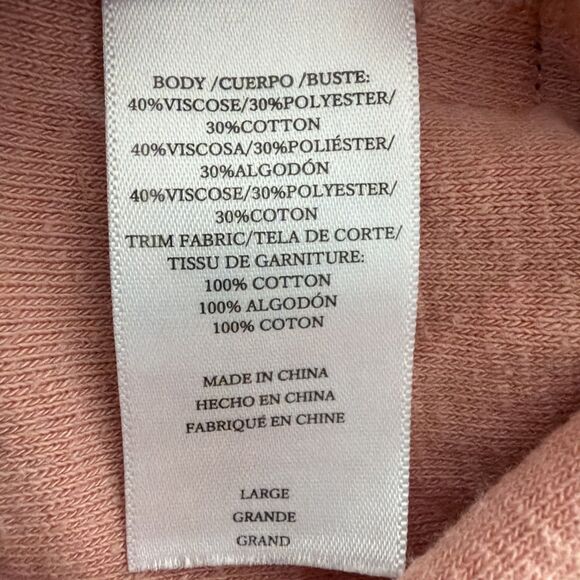 BODY /CUERPO /BUSTE:
40%VISCOSE/30%POLYESTER/
30%COTTON
40%VISCOSA/30%POLIÉSTER/
30%ALGODÓN
40%VISCOSE/30%POLYESTER/
30%COTON
TRIM FABRIC/TELA DE CORTE/
TISSU DE GARNITURE:
100% COTTON
100% ALGODÓN
100% COTON
MADE IN CHINA
HECHO EN CHINA
FABRIQUÉ EN CHINE
LARGE
GRANDE
GRAND